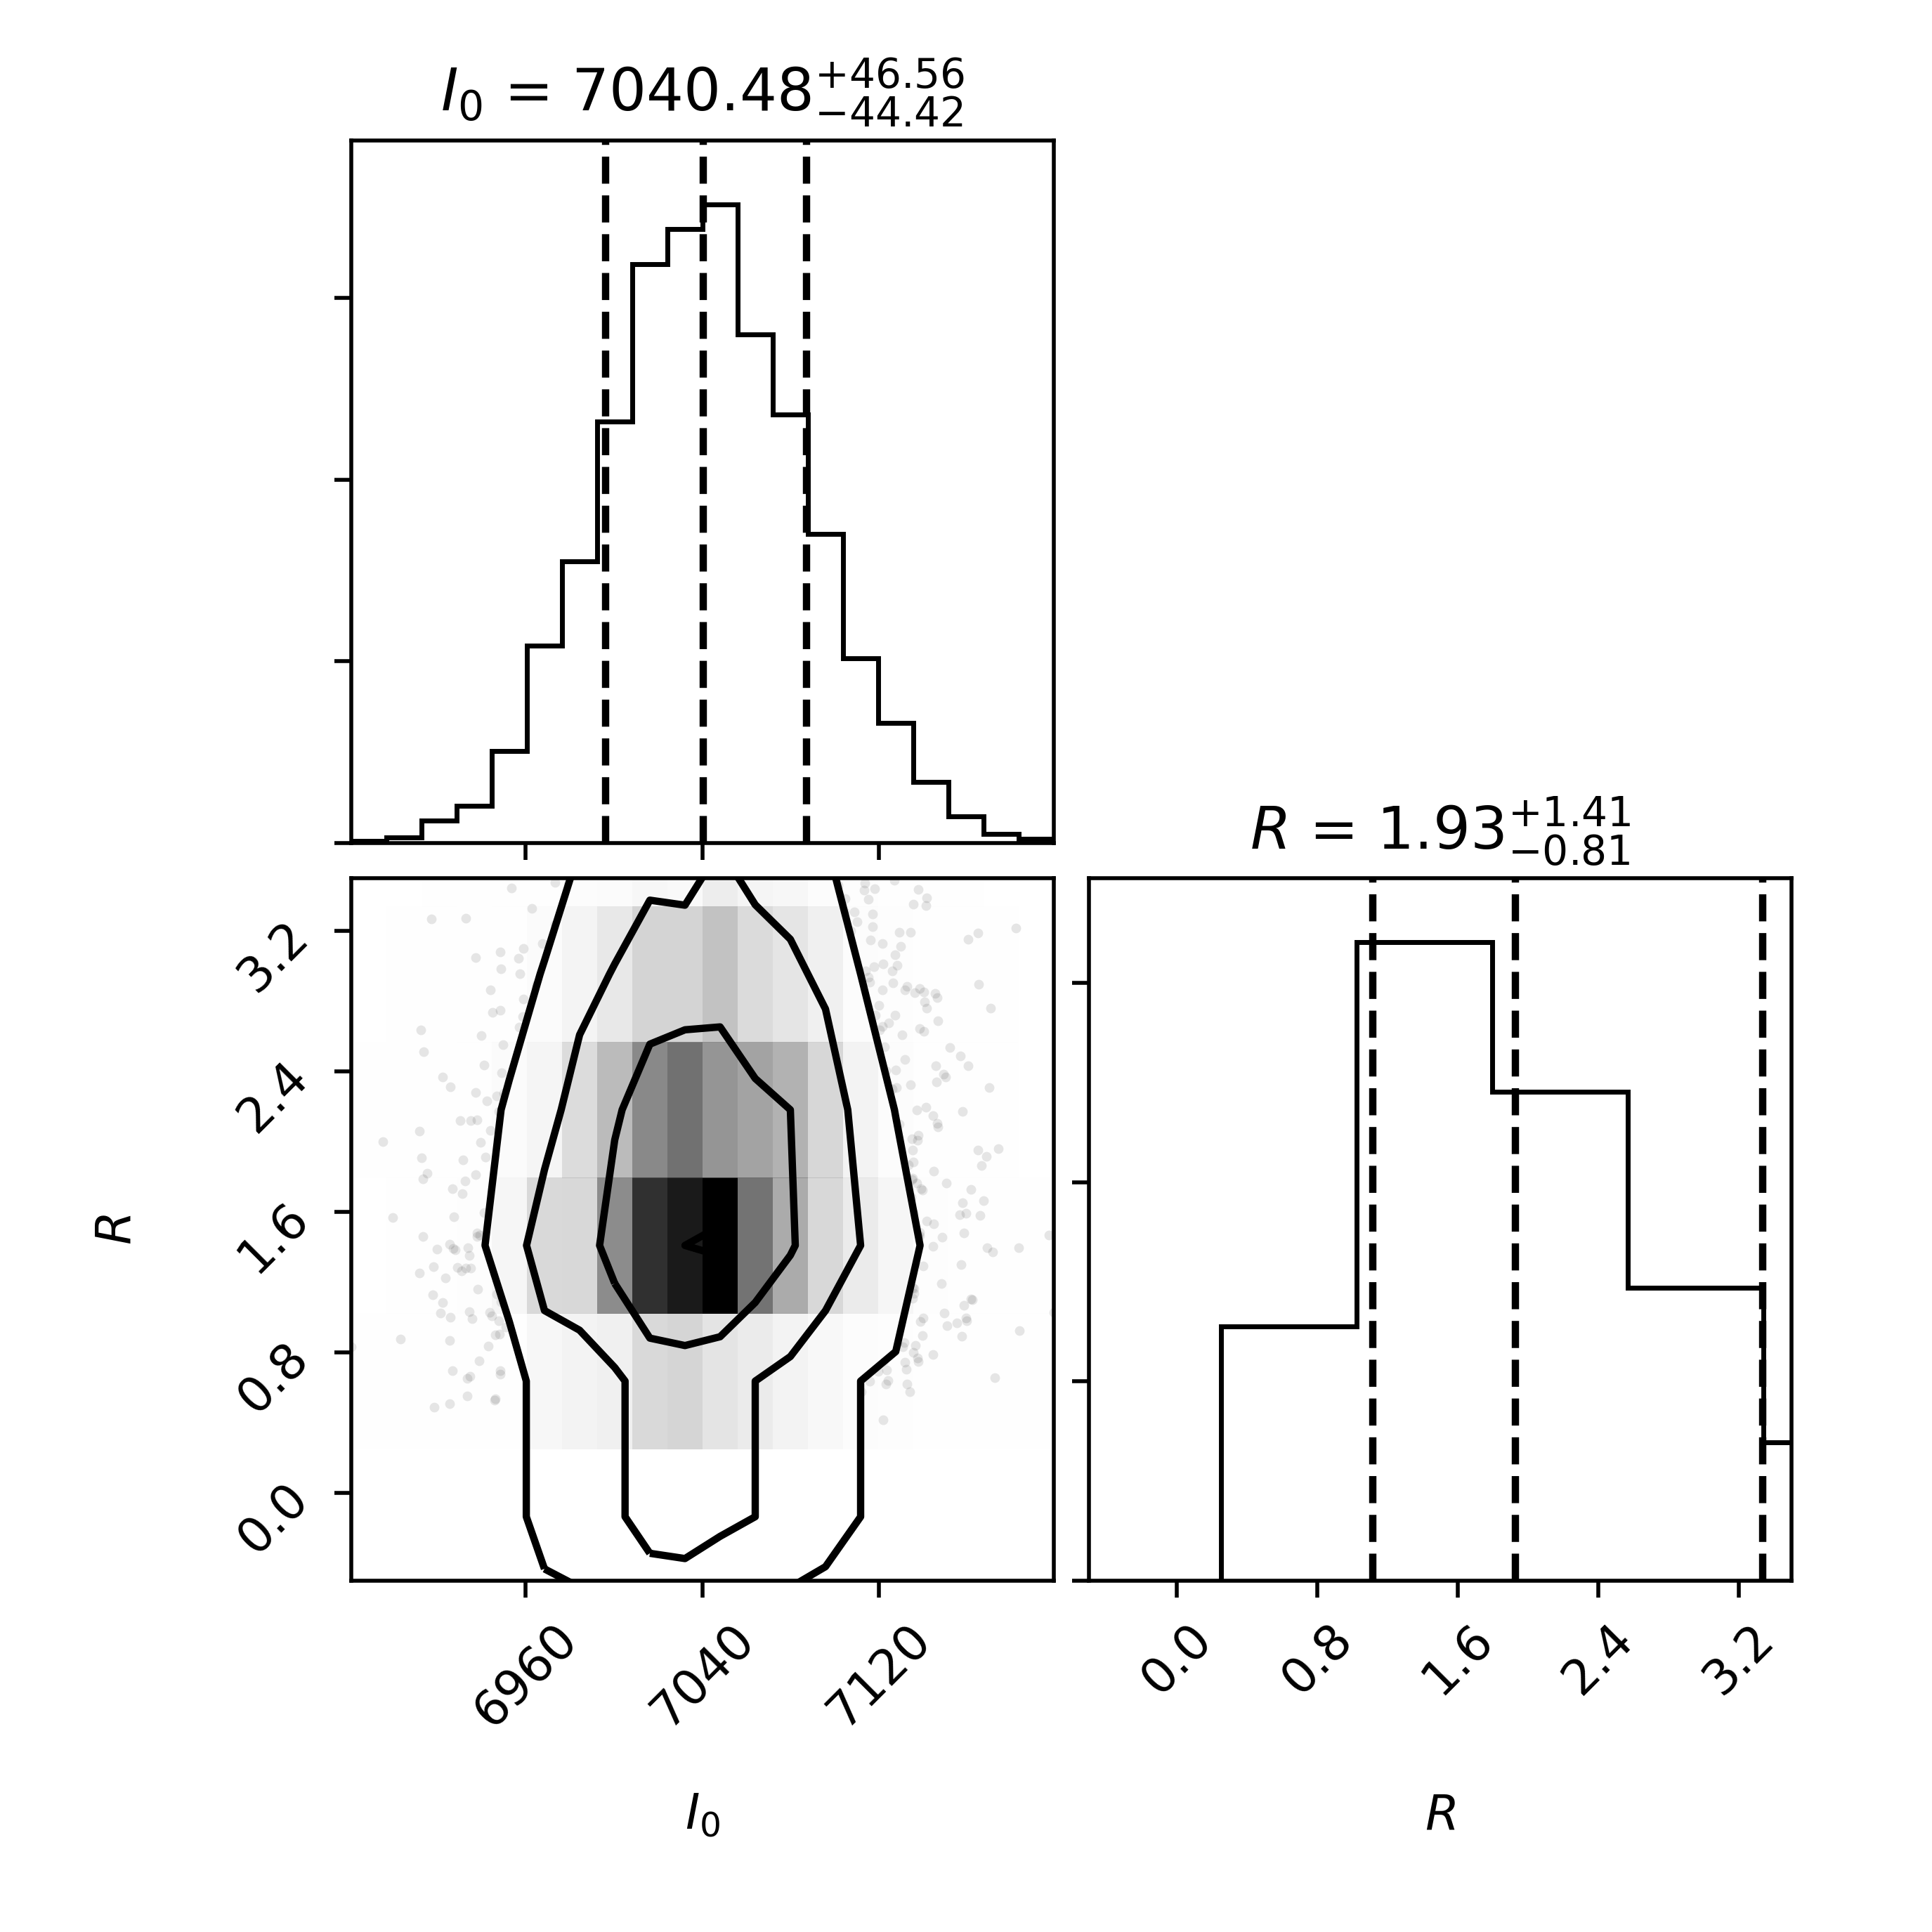 I₀ = 7040.48⁺⁴⁶·⁵⁶₋₄₄.₄₂
R = 1.93⁺¹·⁴¹₋₀.₈₁
3.2
2.4
1.6
0.8
0.0
R
6960 7040 7120
0.0 0.8 1.6 2.4 3.2
I₀ R